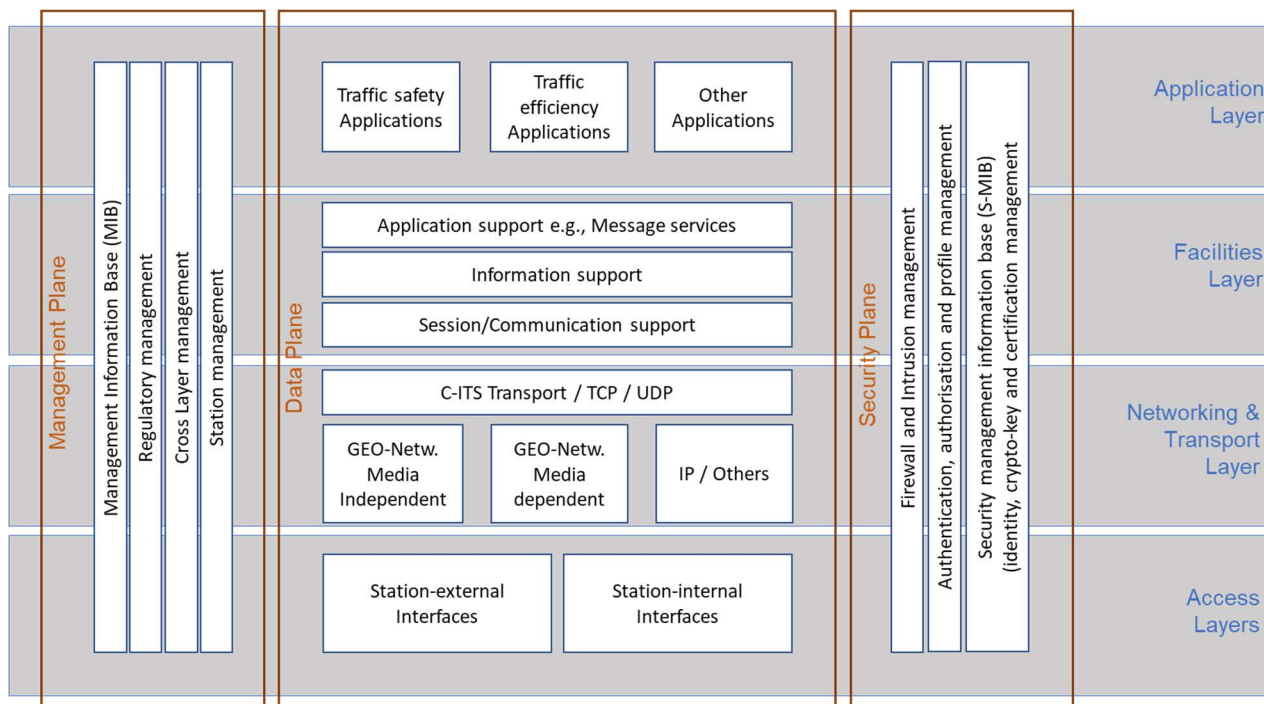 Management Plane
Management Information Base (MIB)
Regulatory management
Cross Layer management
Station management
Data Plane
Traffic safety
Applications
Traffic
efficiency
Applications
Other
Applications
Application support e.g., Message services
Information support
Session/Communication support
C-ITS Transport / TCP / UDP
GEO-Netw.
Media
Independent
GEO-Netw.
Media
dependent
IP / Others
Station-external
Interfaces
Station-internal
Interfaces
Security Plane
Firewall and Intrusion management
Authentication, authorisation and profile management
Security management information base (S-MIB)
(identity, crypto-key and certification management
Application
Layer
Facilities
Layer
Networking &
Transport
Layer
Access
Layers